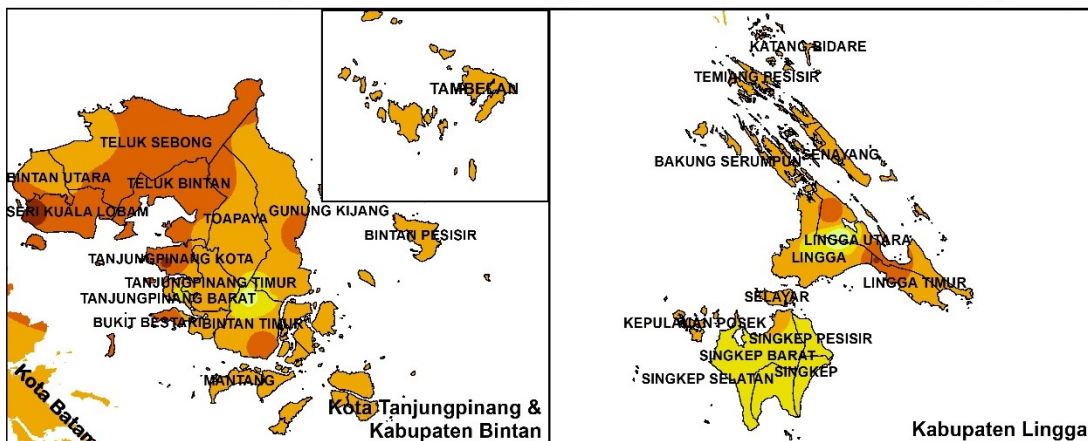 TAMBELAN
TELUK SEBONG
BINTAN UTARA
TELUK BINTAN
SERI KUALA LOBAM
TOAPAYA
GUNUNG KIJANG
BINTAN PESISIR
TANJUNGPINANG KOTA
TANJUNGPINANG TIMUR
TANJUNGPINANG BARAT
BUKIT BESTARI
BINTAN TIMUR
MANTANG
Kota Batam
Kota Tanjungpinang &
Kabupaten Bintan
KATANG BIDARE
TEMIANG PESISIR
BAKUNG SERUMPUN
SENAYANG
LINGGA UTARA
LINGGA
LINGGA TIMUR
SELAYAR
KEPULAUAN POSEK
SINGKEP PESISIR
SINGKEP BARAT
SINGKEP
SINGKEP SELATAN
Kabupaten Lingga